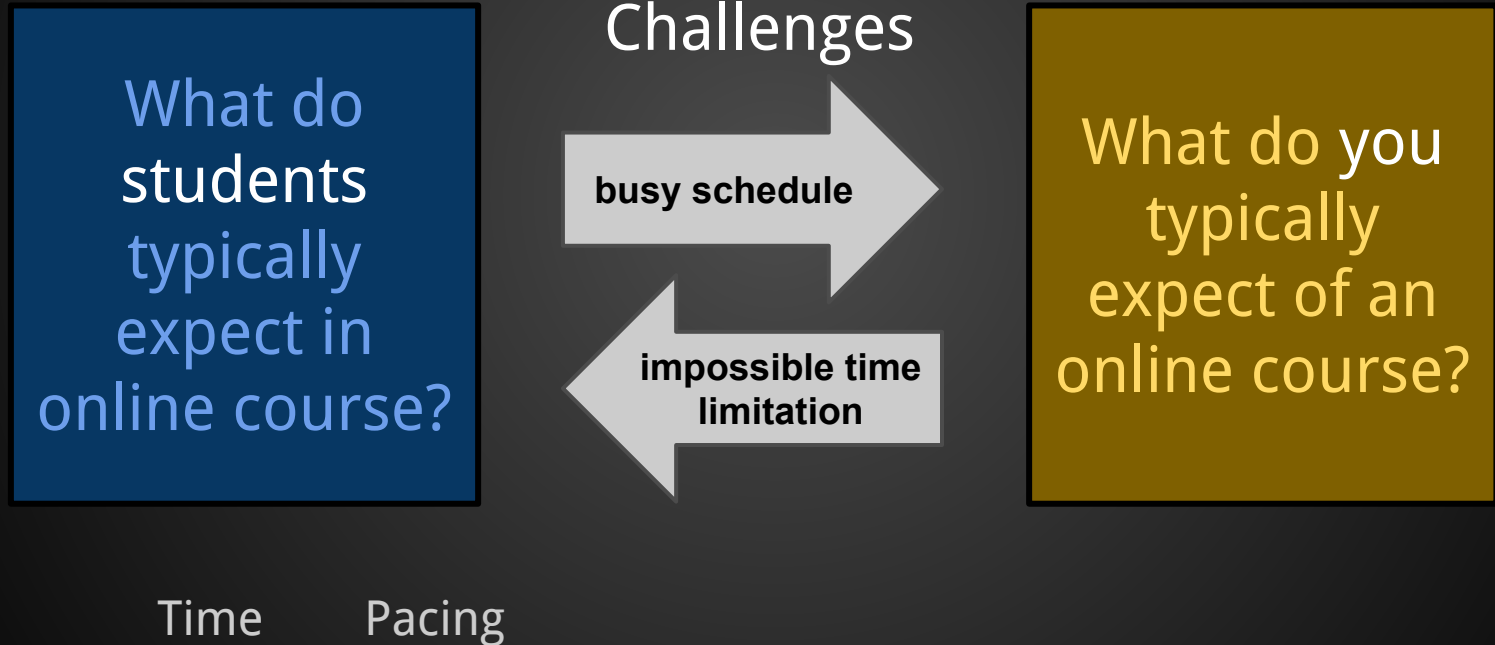 Challenges
What do
students
typically
expect in
online course?
busy schedule
impossible time
limitation
What do you
typically
expect of an
online course?
Time Pacing